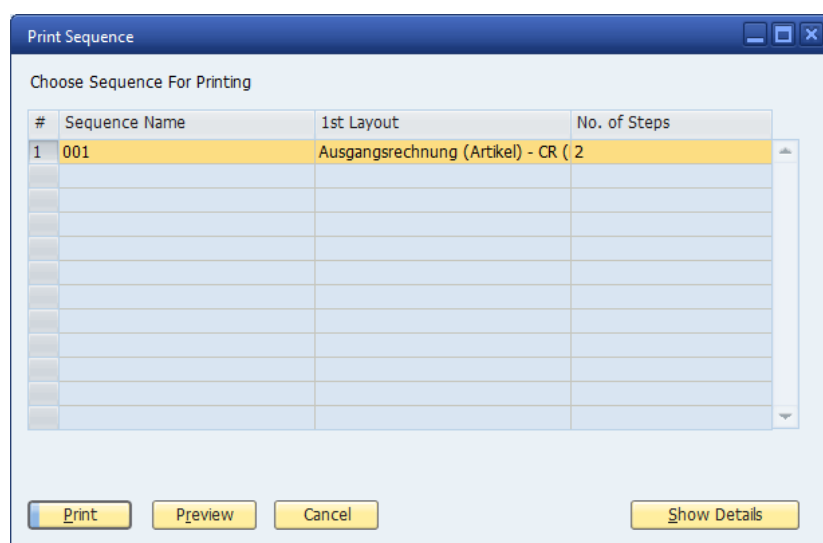 Print Sequence
Choose Sequence For Printing
# Sequence Name 1st Layout No. of Steps
1 001 Ausgangsrechnung (Artikel) - CR ( 2
Print Preview Cancel Show Details